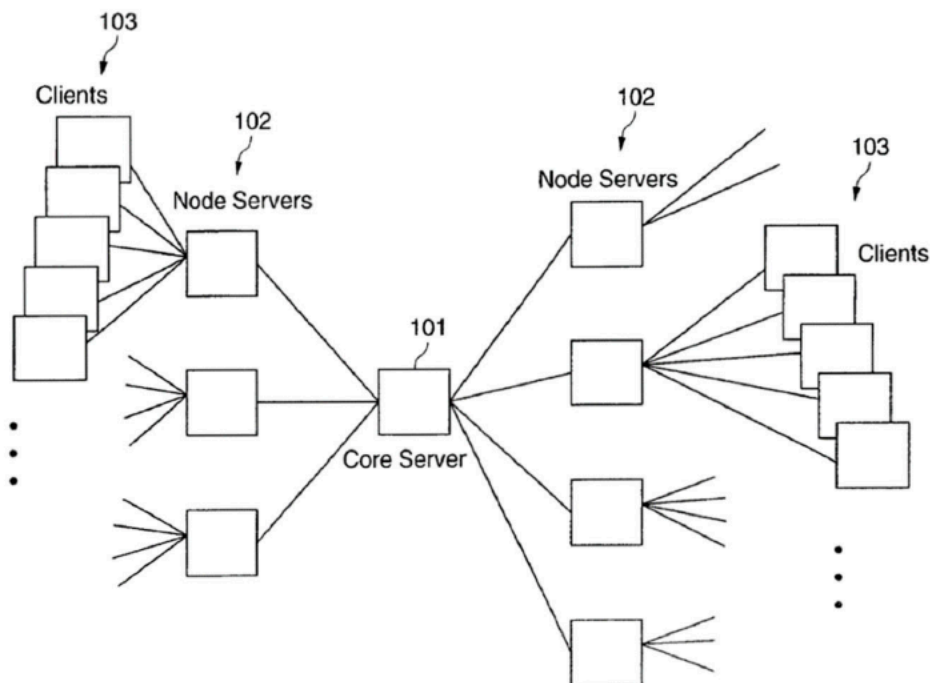 103
Clients
102
Node Servers
101
Core Server
102
Node Servers
103
Clients